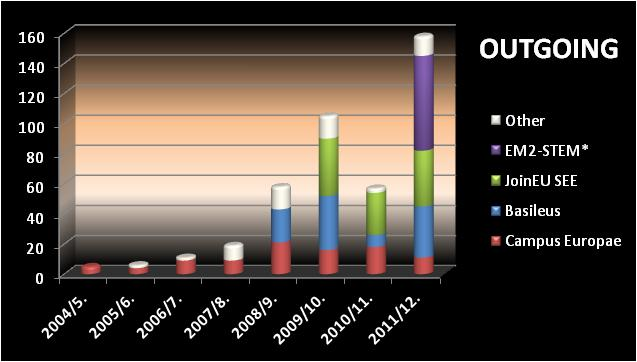 OUTGOING
160
140
120
100
80
60
40
20
0
2004/5.
2005/6.
2006/7.
2007/8.
2008/9.
2009/10.
2010/11.
2011/12.
Other
EM2-STEM*
JoinEU SEE
Basileus
Campus Europae